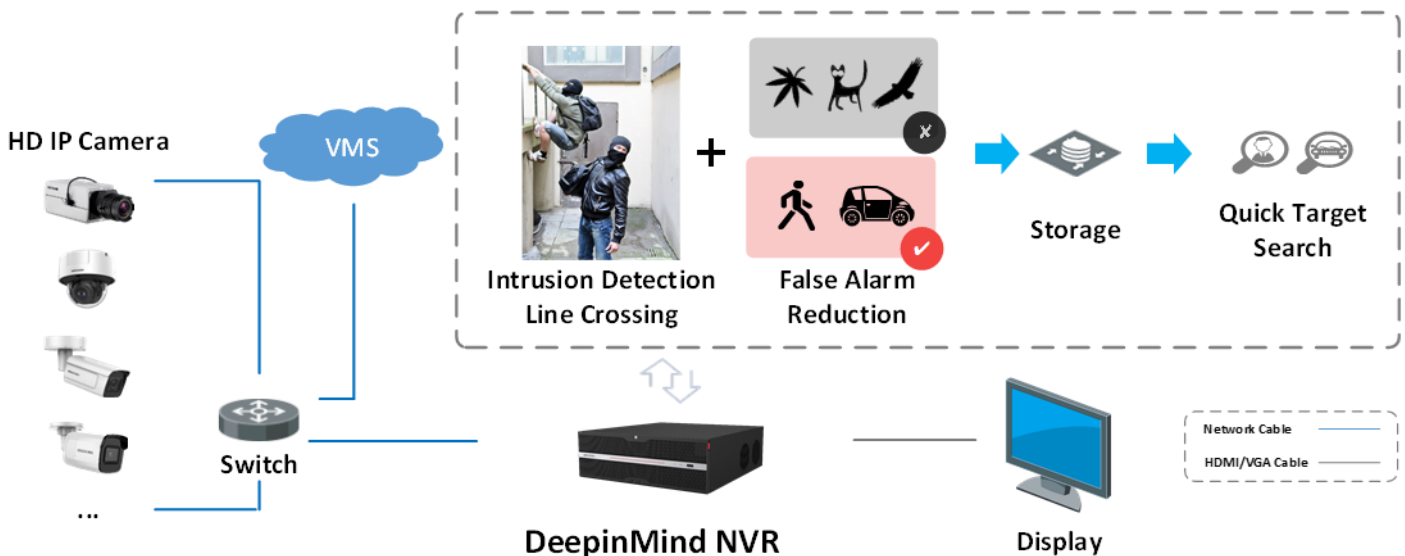 HD IP Camera
VMS
Intrusion Detection
Line Crossing
+
False Alarm
Reduction
Storage
Quick Target
Search
Switch
...
DeepinMind NVR
Display
Network Cable
HDMI/VGA Cable